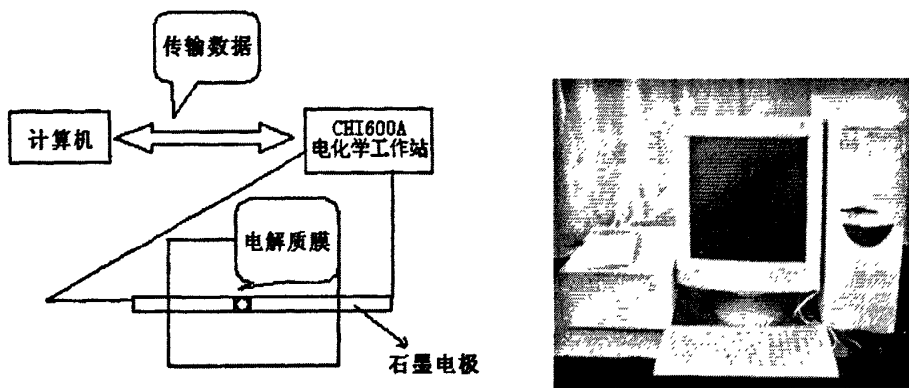 传输数据
计算机
CHI600A
电化学工作站
电解质膜
石墨电极